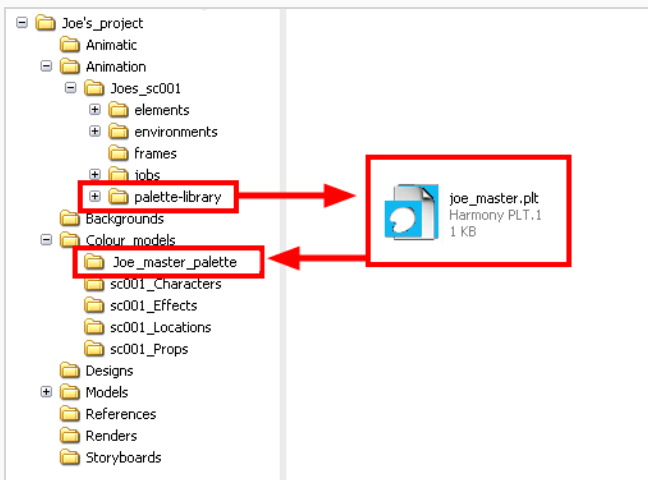 Joe's_project
Animatic
Animation
Joes_sc001
elements
environments
frames
jobs
palette-library
Backgrounds
Colour_models
Joe_master_palette
sc001_Characters
sc001_Effects
sc001_Locations
sc001_Props
Designs
Models
References
Renders
Storyboards
joe_master.plt
Harmony PLT.1
1 KB